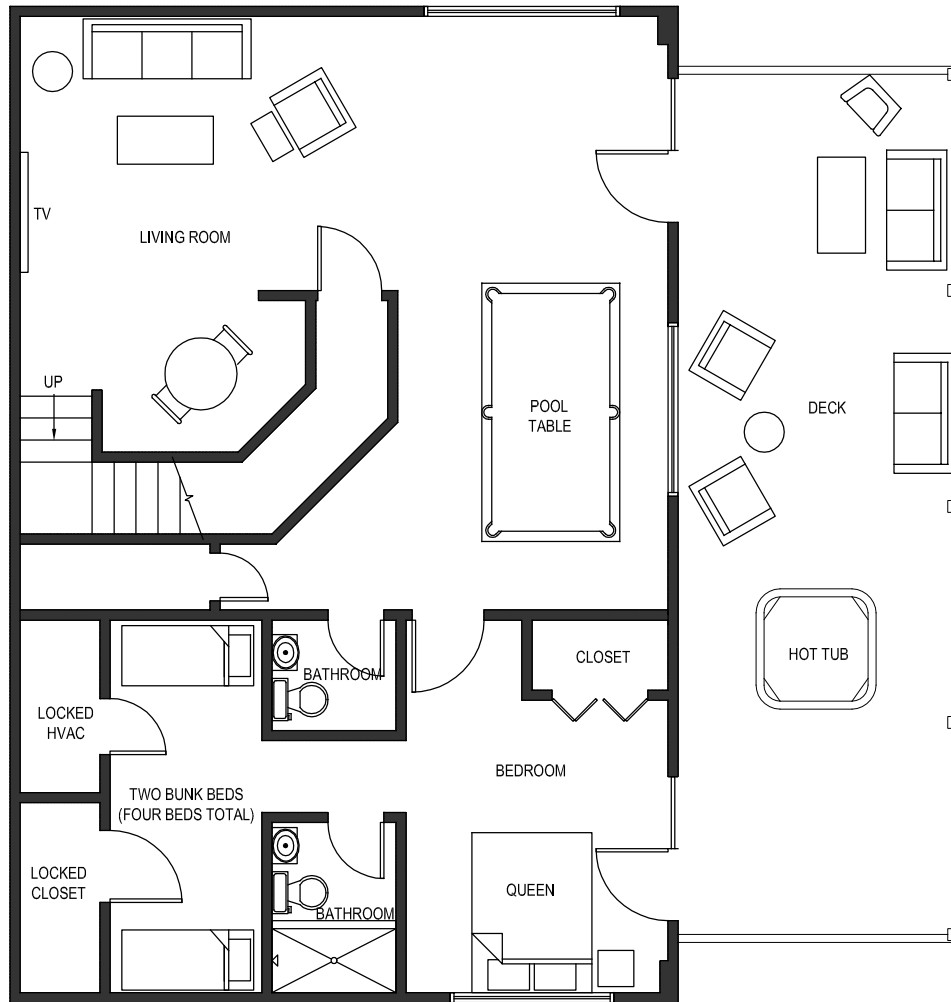 TV
LIVING ROOM
UP
POOL
TABLE
DECK
BATHROOM
CLOSET
HOT TUB
LOCKED
HVAC
TWO BUNK BEDS
(FOUR BEDS TOTAL)
BEDROOM
LOCKED
CLOSET
BATHROOM
QUEEN